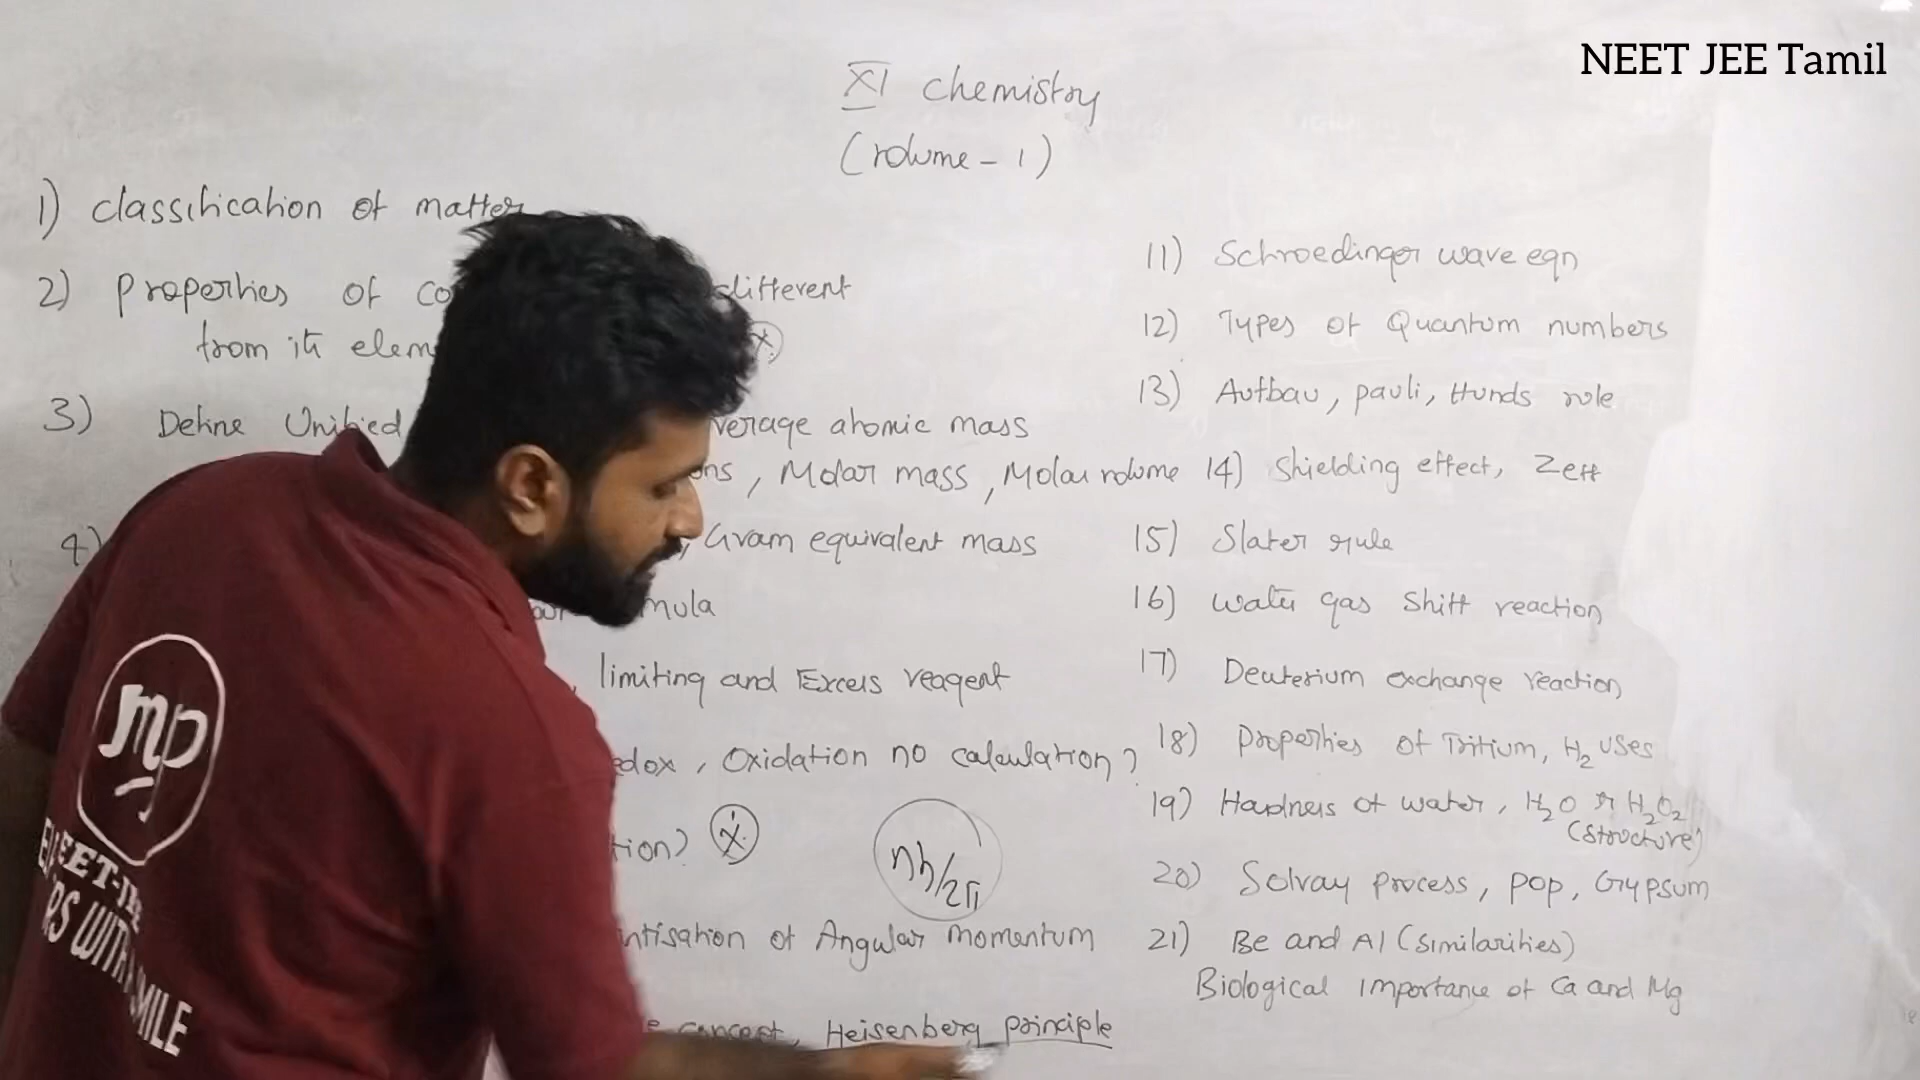 NEET JEE Tamil
XI chemistry
(volume - 1)
1) classification of matter
2) properties of co different
from its elem (x)
3) Define Unified verage atomic mass
ons, Molar mass, Molar volume
4) , Gram equivalent mass
mula
limiting and Excess reagent
edox, Oxidation no calculation?
tion? (x)
nh/2π
ntisation of Angular momentum
e concept, Heisenberg principle
11) Schroedinger wave eqn
12) Types of Quantum numbers
13) Aufbau, pauli, Hunds rule
14) Shielding effect, Zeff
15) Slater rule
16) water gas shift reaction
17) Deuterium exchange reaction
18) properties of Tritium, H2 uses
19) Hardness of water, H2O & H2O2
(structure)
20) Solvay process, pop, Gypsum
21) Be and Al (similarities)
Biological importance of Ca and Mg
mp